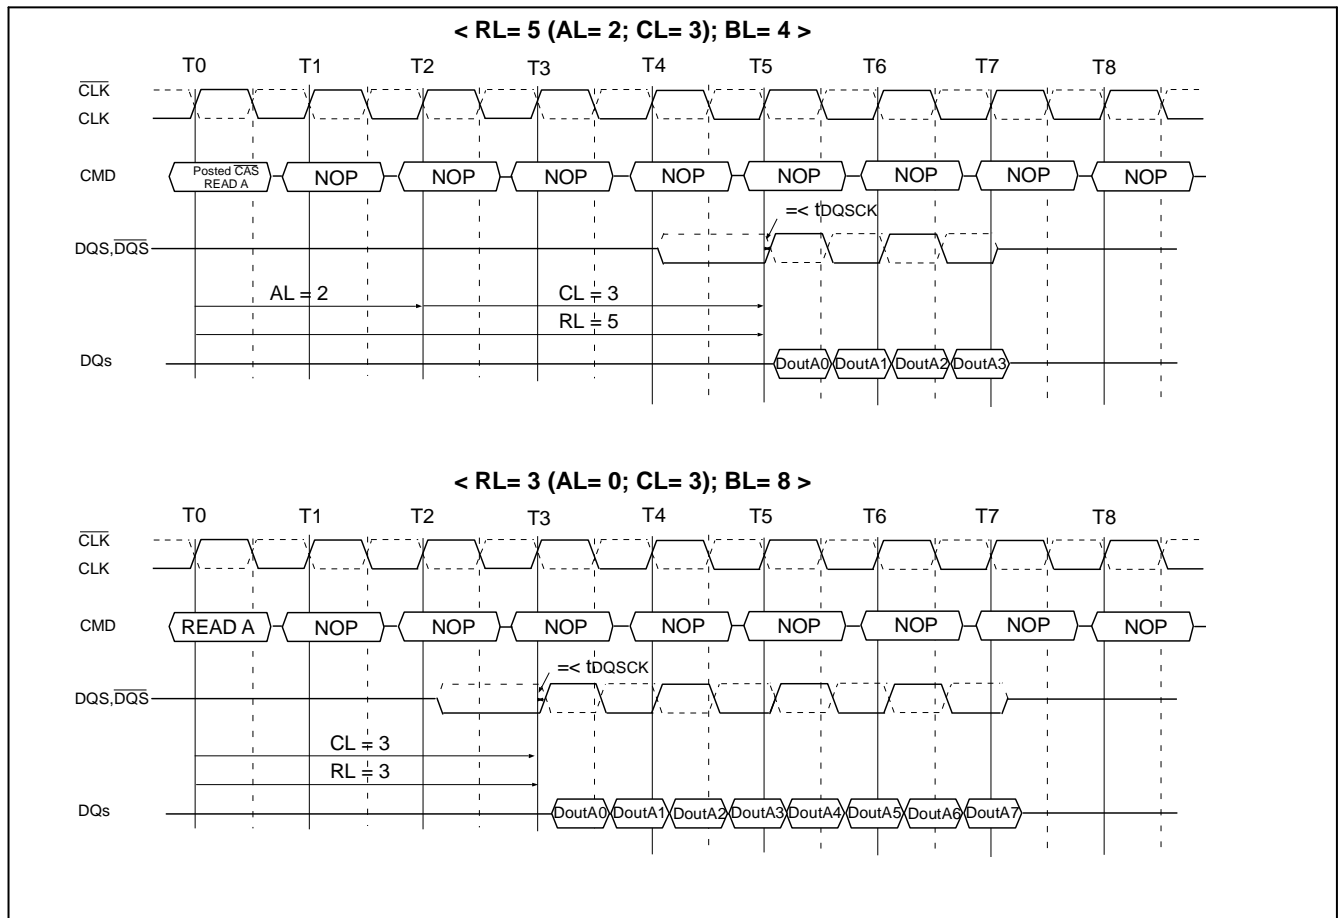 < RL= 5 (AL= 2; CL= 3); BL= 4 >
T0 T1 T2 T3 T4 T5 T6 T7 T8
CLK
CLK
CMD Posted CAS READ A NOP NOP NOP NOP NOP NOP NOP NOP
=< tDQSCK
DQS,DQS
AL = 2 CL = 3
RL = 5
DQs DoutA0 DoutA1 DoutA2 DoutA3
< RL= 3 (AL= 0; CL= 3); BL= 8 >
T0 T1 T2 T3 T4 T5 T6 T7 T8
CLK
CLK
CMD READ A NOP NOP NOP NOP NOP NOP NOP NOP
=< tDQSCK
DQS,DQS
CL = 3
RL = 3
DQs DoutA0 DoutA1 DoutA2 DoutA3 DoutA4 DoutA5 DoutA6 DoutA7